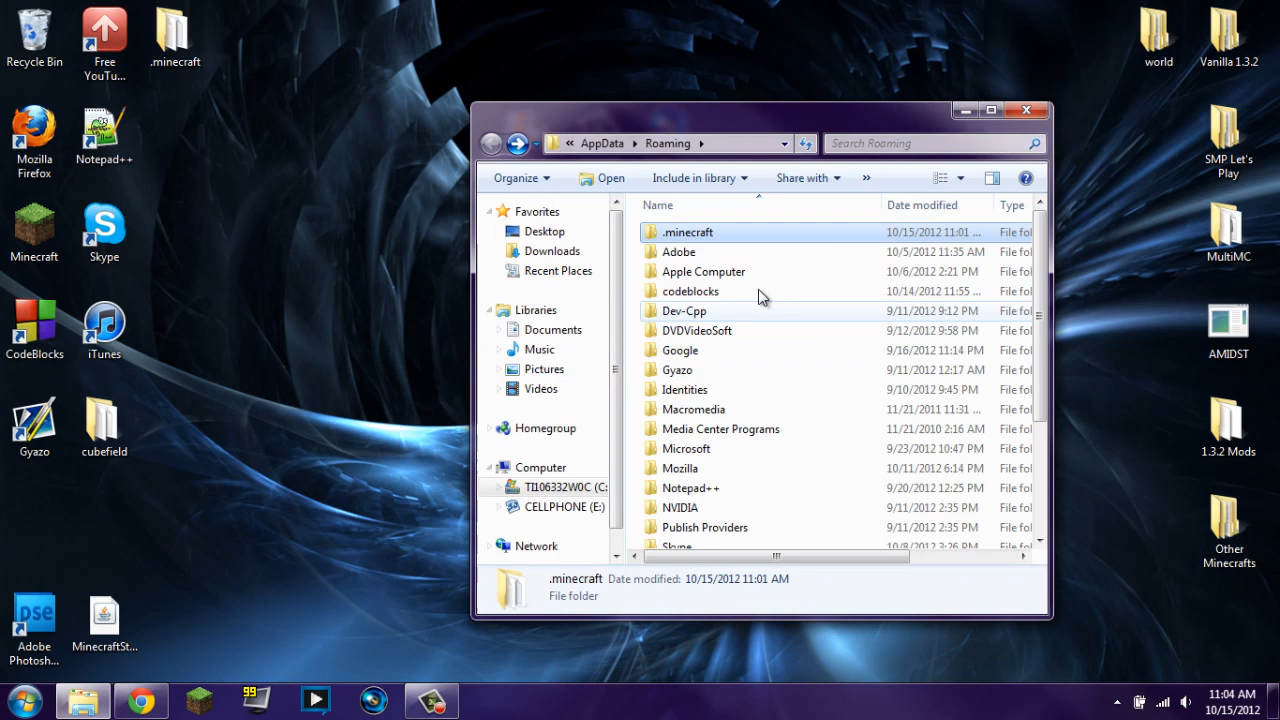 Recycle Bin
Free
YouTu...
.minecraft
Mozilla
Firefox
Notepad++
Minecraft
Skype
CodeBlocks
iTunes
Gyazo
cubefield
Adobe
Photosh...
MinecraftSt...
world
Vanilla 1.3.2
SMP Let's
Play
MultiMC
AMIDST
1.3.2 Mods
Other
Minecrafts
« AppData Roaming
Search Roaming
Organize Open Include in library Share with »
Favorites
Desktop
Downloads
Recent Places
Libraries
Documents
Music
Pictures
Videos
Homegroup
Computer
TI106332W0C (C:
CELLPHONE (E:)
Network
Name Date modified Type
.minecraft 10/15/2012 11:01 ... File fol
Adobe 10/5/2012 11:35 AM File fol
Apple Computer 10/6/2012 2:21 PM File fol
codeblocks 10/14/2012 11:55 ... File fol
Dev-Cpp 9/11/2012 9:12 PM File fol
DVDVideoSoft 9/12/2012 9:58 PM File fol
Google 9/16/2012 11:14 PM File fol
Gyazo 9/11/2012 12:17 AM File fol
Identities 9/10/2012 9:45 PM File fol
Macromedia 11/21/2011 11:31 ... File fol
Media Center Programs 11/21/2010 2:16 AM File fol
Microsoft 9/23/2012 10:47 PM File fol
Mozilla 10/11/2012 6:14 PM File fol
Notepad++ 9/20/2012 12:25 PM File fol
NVIDIA 9/11/2012 2:35 PM File fol
Publish Providers 9/11/2012 2:35 PM File fol
Skype 10/8/2012 3:26 PM File fol
.minecraft Date modified: 10/15/2012 11:01 AM
File folder
pse
99
11:04 AM
10/15/2012